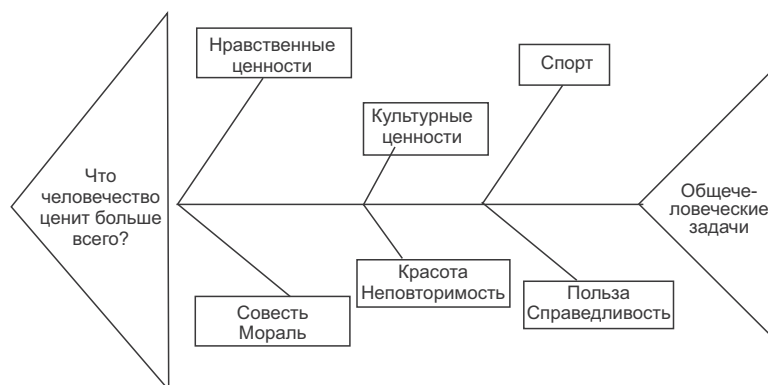 Нравственные
ценности
Спорт
Культурные
ценности
Что
человечество
ценит больше
всего?
Общече-
ловеческие
задачи
Красота
Неповторимость
Совесть
Мораль
Польза
Справедливость